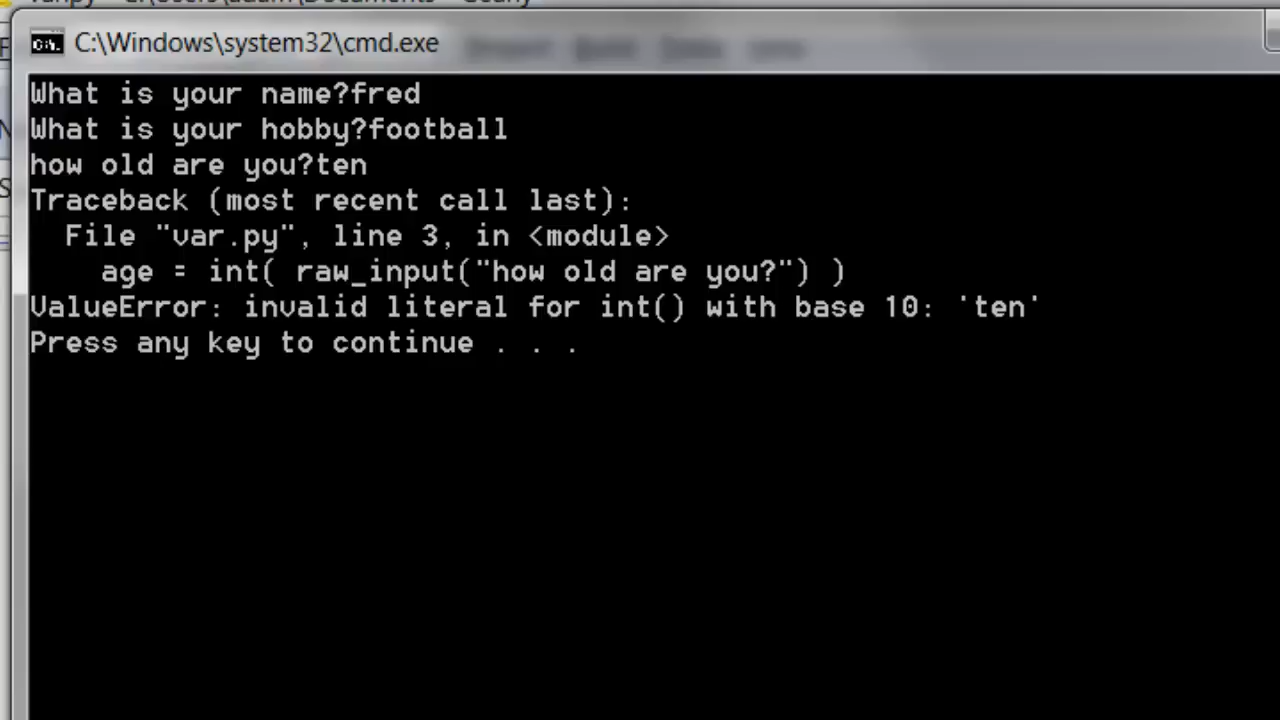 C:\Windows\system32\cmd.exe
What is your name?fred
What is your hobby?football
how old are you?ten
Traceback (most recent call last):
  File "var.py", line 3, in <module>
    age = int( raw_input("how old are you?") )
ValueError: invalid literal for int() with base 10: 'ten'
Press any key to continue . . .